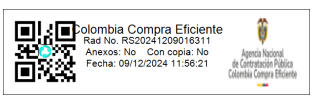 Colombia Compra Eficiente
Rad No. RS20241209016311
Anexos: No Con copia: No
Fecha: 09/12/2024 11:56:21
Agencia Nacional
de Contratación Pública
Colombia Compra Eficiente